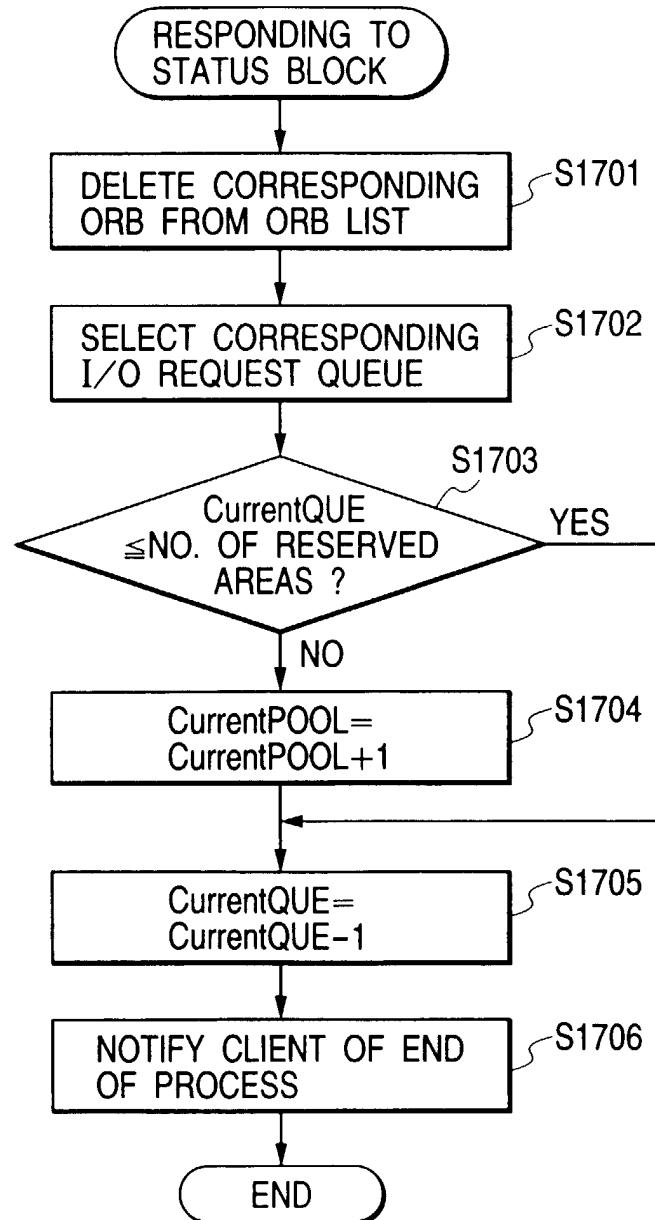 RESPONDING TO
STATUS BLOCK
S1701
DELETE CORRESPONDING
ORB FROM ORB LIST
S1702
SELECT CORRESPONDING
I/O REQUEST QUEUE
S1703
CurrentQUE
≦NO. OF RESERVED
AREAS ?
YES
NO
S1704
CurrentPOOL=
CurrentPOOL+1
S1705
CurrentQUE=
CurrentQUE-1
S1706
NOTIFY CLIENT OF END
OF PROCESS
END